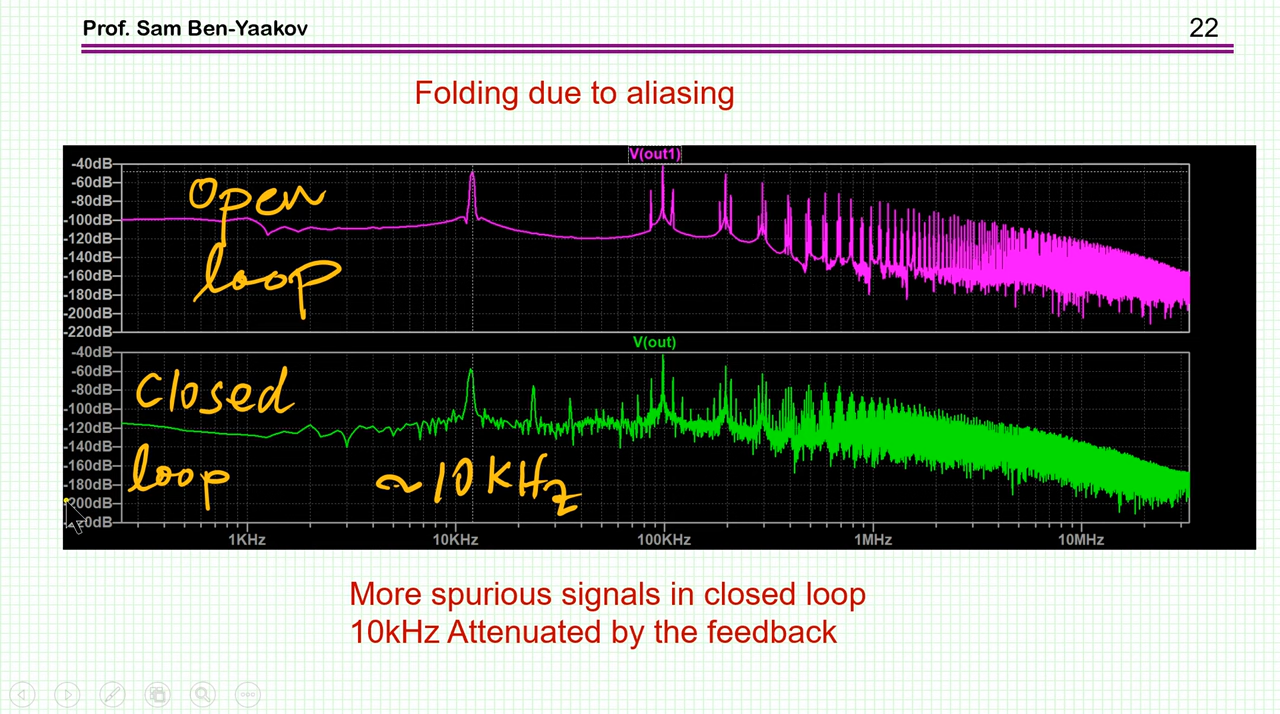 Prof. Sam Ben-Yaakov
22
Folding due to aliasing
V(out1)
-40dB
-60dB
-80dB
-100dB
-120dB
-140dB
-160dB
-180dB
-200dB
-220dB
Open
loop
V(out)
-40dB
-60dB
-80dB
-100dB
-120dB
-140dB
-160dB
-180dB
-200dB
Closed
loop
~10KHz
1KHz 10KHz 100KHz 1MHz 10MHz
More spurious signals in closed loop
10kHz Attenuated by the feedback